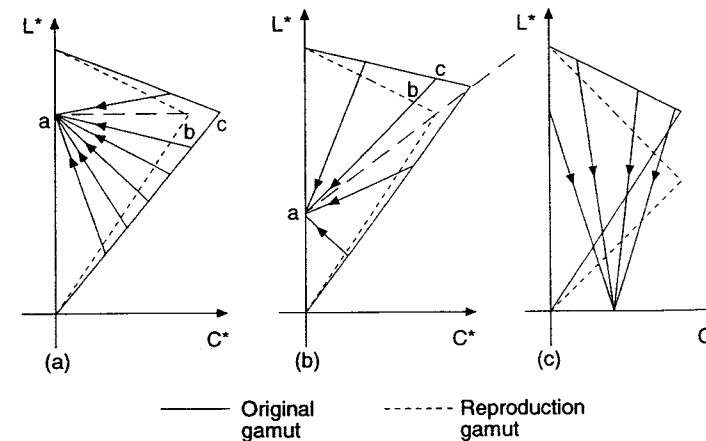 L*
a
b
c
C*
(a)
L*
c
b
a
C*
(b)
L*
C
(c)
Original gamut
Reproduction gamut